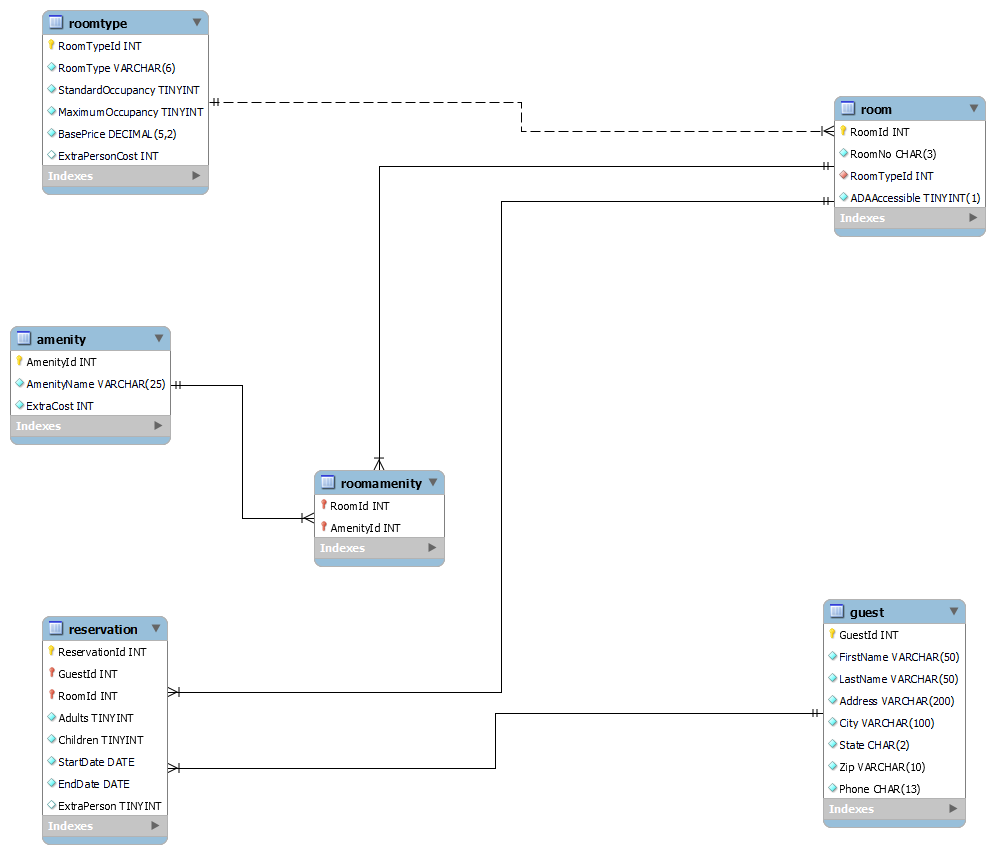 roomtype
RoomTypeId INT
RoomType VARCHAR(6)
StandardOccupancy TINYINT
MaximumOccupancy TINYINT
BasePrice DECIMAL(5,2)
ExtraPersonCost INT
Indexes
room
RoomId INT
RoomNo CHAR(3)
RoomTypeId INT
ADAAccessible TINYINT(1)
Indexes
amenity
AmenityId INT
AmenityName VARCHAR(25)
ExtraCost INT
Indexes
roomamenity
RoomId INT
AmenityId INT
Indexes
reservation
ReservationId INT
GuestId INT
RoomId INT
Adults TINYINT
Children TINYINT
StartDate DATE
EndDate DATE
ExtraPerson TINYINT
Indexes
guest
GuestId INT
FirstName VARCHAR(50)
LastName VARCHAR(50)
Address VARCHAR(200)
City VARCHAR(100)
State CHAR(2)
Zip VARCHAR(10)
Phone CHAR(13)
Indexes